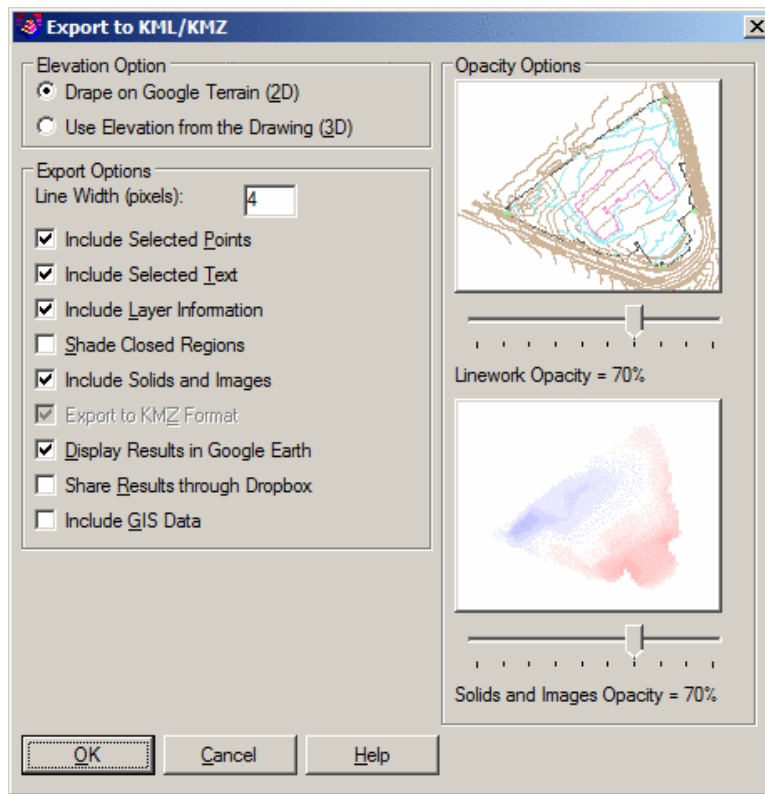 Export to KML/KMZ
Elevation Option
Drape on Google Terrain (2D)
Use Elevation from the Drawing (3D)
Export Options
Line Width (pixels): 4
Include Selected Points
Include Selected Text
Include Layer Information
Shade Closed Regions
Include Solids and Images
Export to KMZ Format
Display Results in Google Earth
Share Results through Dropbox
Include GIS Data
Opacity Options
Linework Opacity = 70%
Solids and Images Opacity = 70%
OK Cancel Help